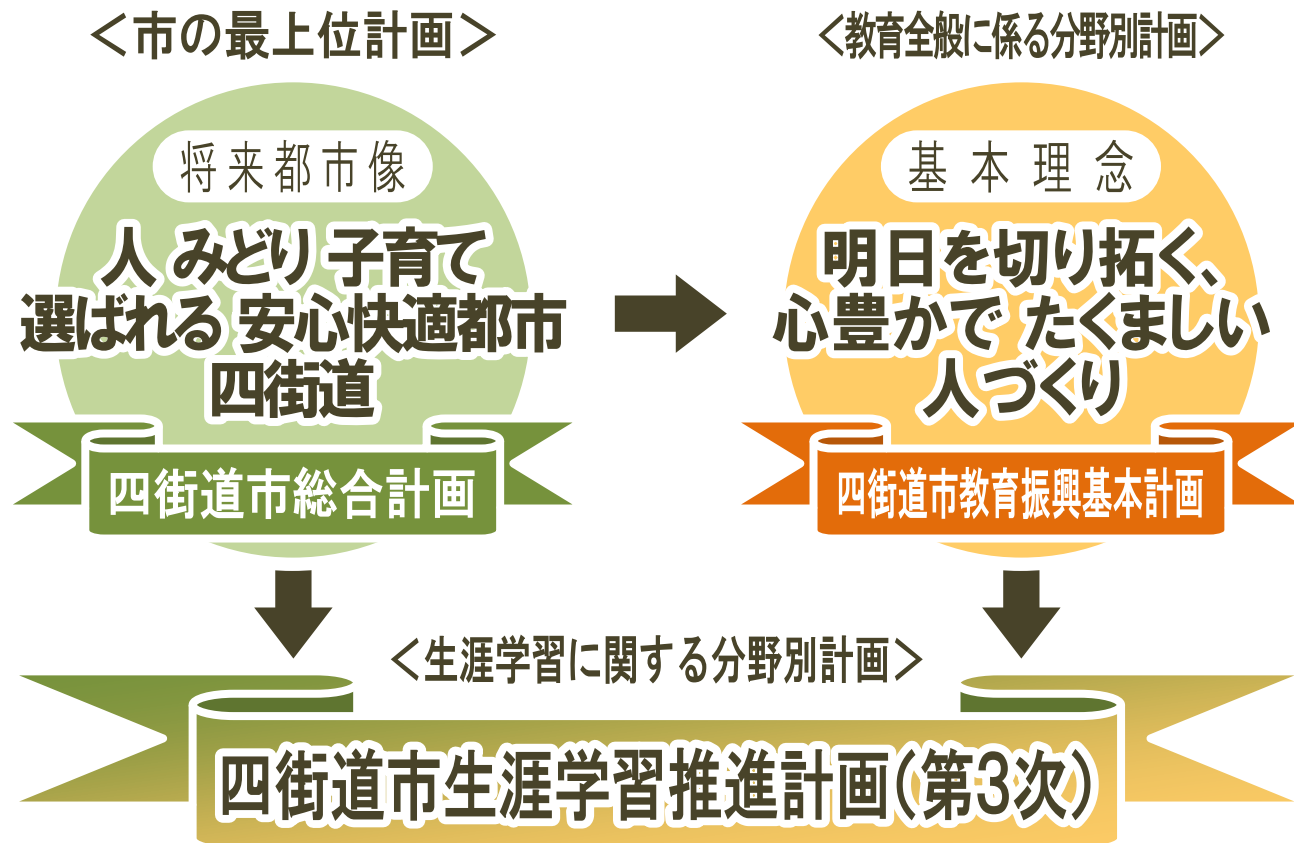 ＜市の最上位計画＞
将来都市像
人 みどり 子育て
選ばれる 安心快適都市
四街道
四街道市総合計画
＜教育全般に係る分野別計画＞
基本理念
明日を切り拓く、
心豊かで たくましい
人づくり
四街道市教育振興基本計画
＜生涯学習に関する分野別計画＞
四街道市生涯学習推進計画（第3次）